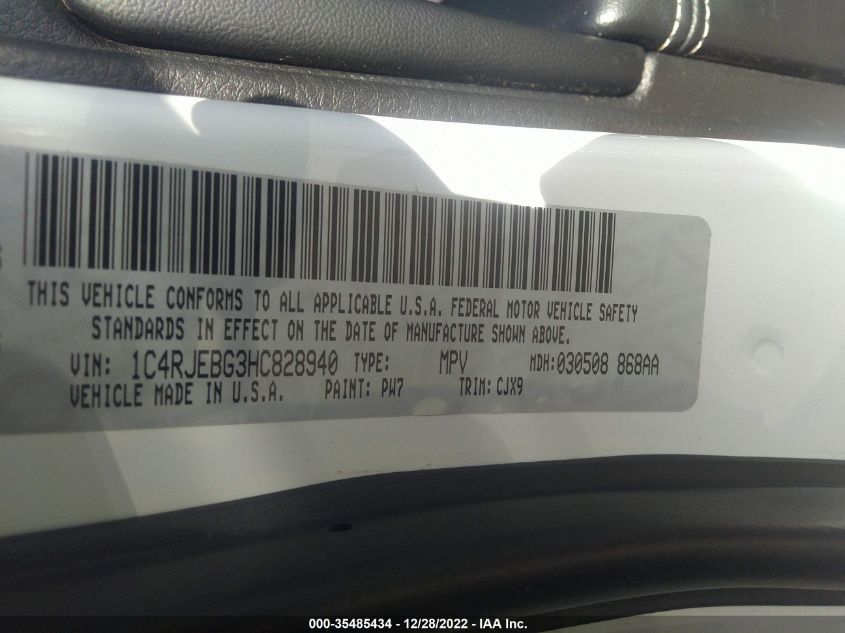 THIS VEHICLE CONFORMS TO ALL APPLICABLE U.S.A. FEDERAL MOTOR VEHICLE SAFETY
STANDARDS IN EFFECT ON THE DATE OF MANUFACTURE SHOWN ABOVE.
VIN: 1C4RJEBG3HC828940 TYPE: MPV MDH:030508 868AA
VEHICLE MADE IN U.S.A. PAINT: PW7 TRIM: CJX9
000-35485434 - 12/28/2022 - IAA Inc.